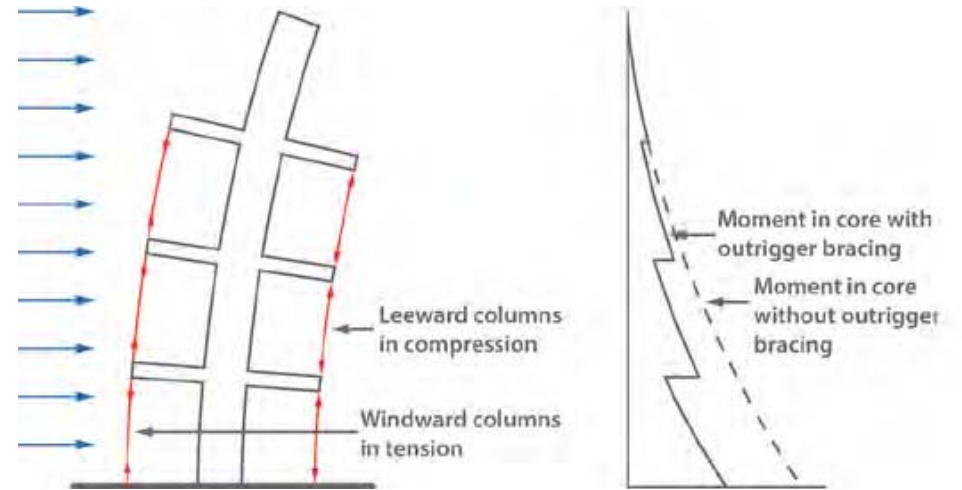 Leeward columns
in compression
Windward columns
in tension
Moment in core with
outrigger bracing
Moment in core
without outrigger
bracing